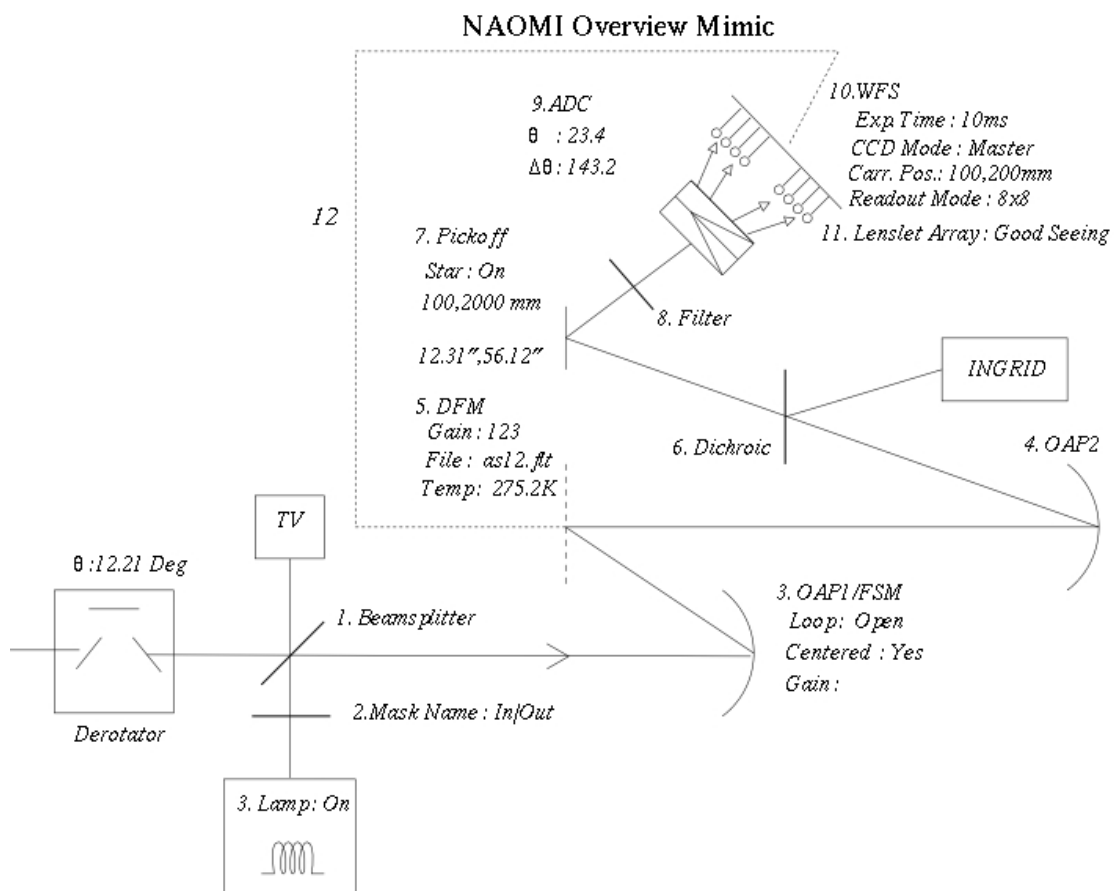 NAOMI Overview Mimic
9.ADC
θ : 23.4
Δθ : 143.2
10.WFS
Exp.Time : 10ms
CCD Mode : Master
Carr. Pos.: 100,200mm
Readout Mode : 8x8
11. Lenslet Array : Good Seeing
12
7. Pickoff
Star : On
100,2000 mm
12.31",56.12"
8. Filter
INGRID
5. DFM
Gain : 123
File : as12.flt
Temp: 275.2K
6. Dichroic
4. OAP2
TV
θ :12.21 Deg
1. Beamsplitter
3. OAP1/FSM
Loop: Open
Centered : Yes
Gain :
2.Mask Name : In/Out
Derotator
3. Lamp: On